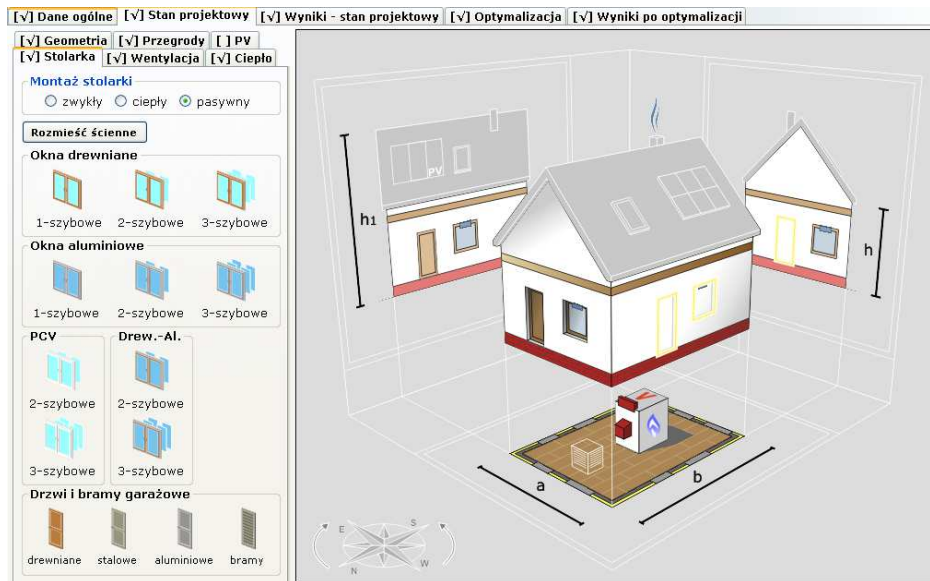 [√] Dane ogólne [√] Stan projektowy [√] Wyniki - stan projektowy [√] Optymalizacja [√] Wyniki po optymalizacji
[√] Geometria [√] Przegrody [ ] PV
[√] Stolarka [√] Wentylacja [√] Ciepło
Montaż stolarki
zwykły ciepły pasywny
Rozmieść ścienne
Okna drewniane
1-szybowe 2-szybowe 3-szybowe
Okna aluminiowe
1-szybowe 2-szybowe 3-szybowe
PCV Drew.-Al.
2-szybowe 2-szybowe
3-szybowe 3-szybowe
Drzwi i bramy garażowe
drewniane stalowe aluminiowe bramy
PV
h1
h
a
b
E S
N W